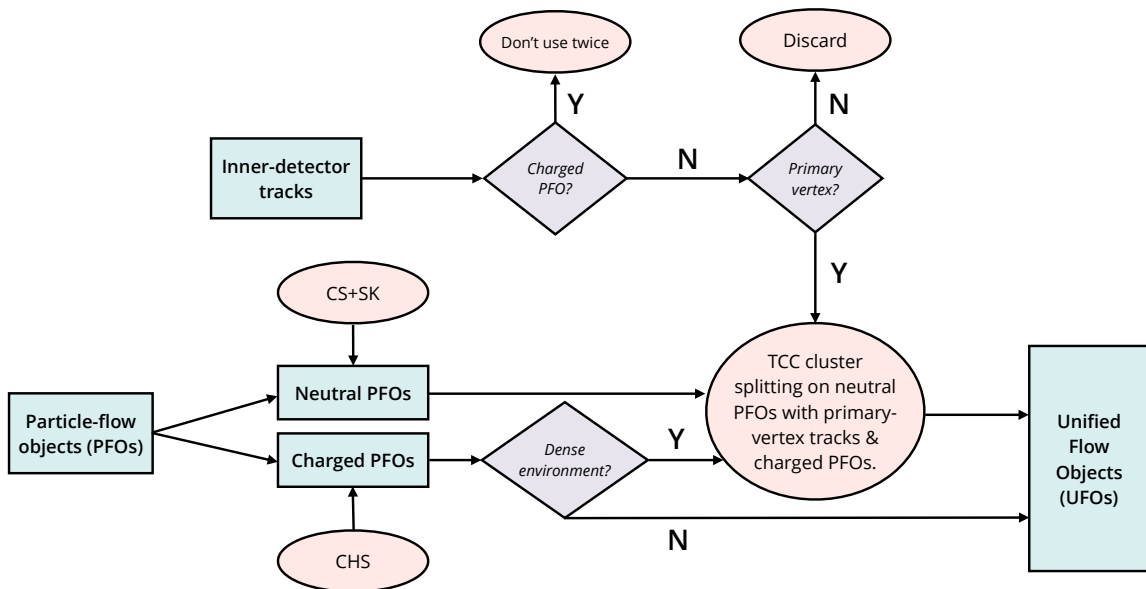 Don't use twice
Discard
Y
N
Inner-detector
tracks
Charged
PFO?
N
Primary
vertex?
Y
CS+SK
Neutral PFOs
Particle-flow
objects (PFOs)
Charged PFOs
CHS
Dense
environment?
Y
N
TCC cluster
splitting on neutral
PFOs with primary-
vertex tracks &
charged PFOs.
Unified
Flow
Objects
(UFOs)